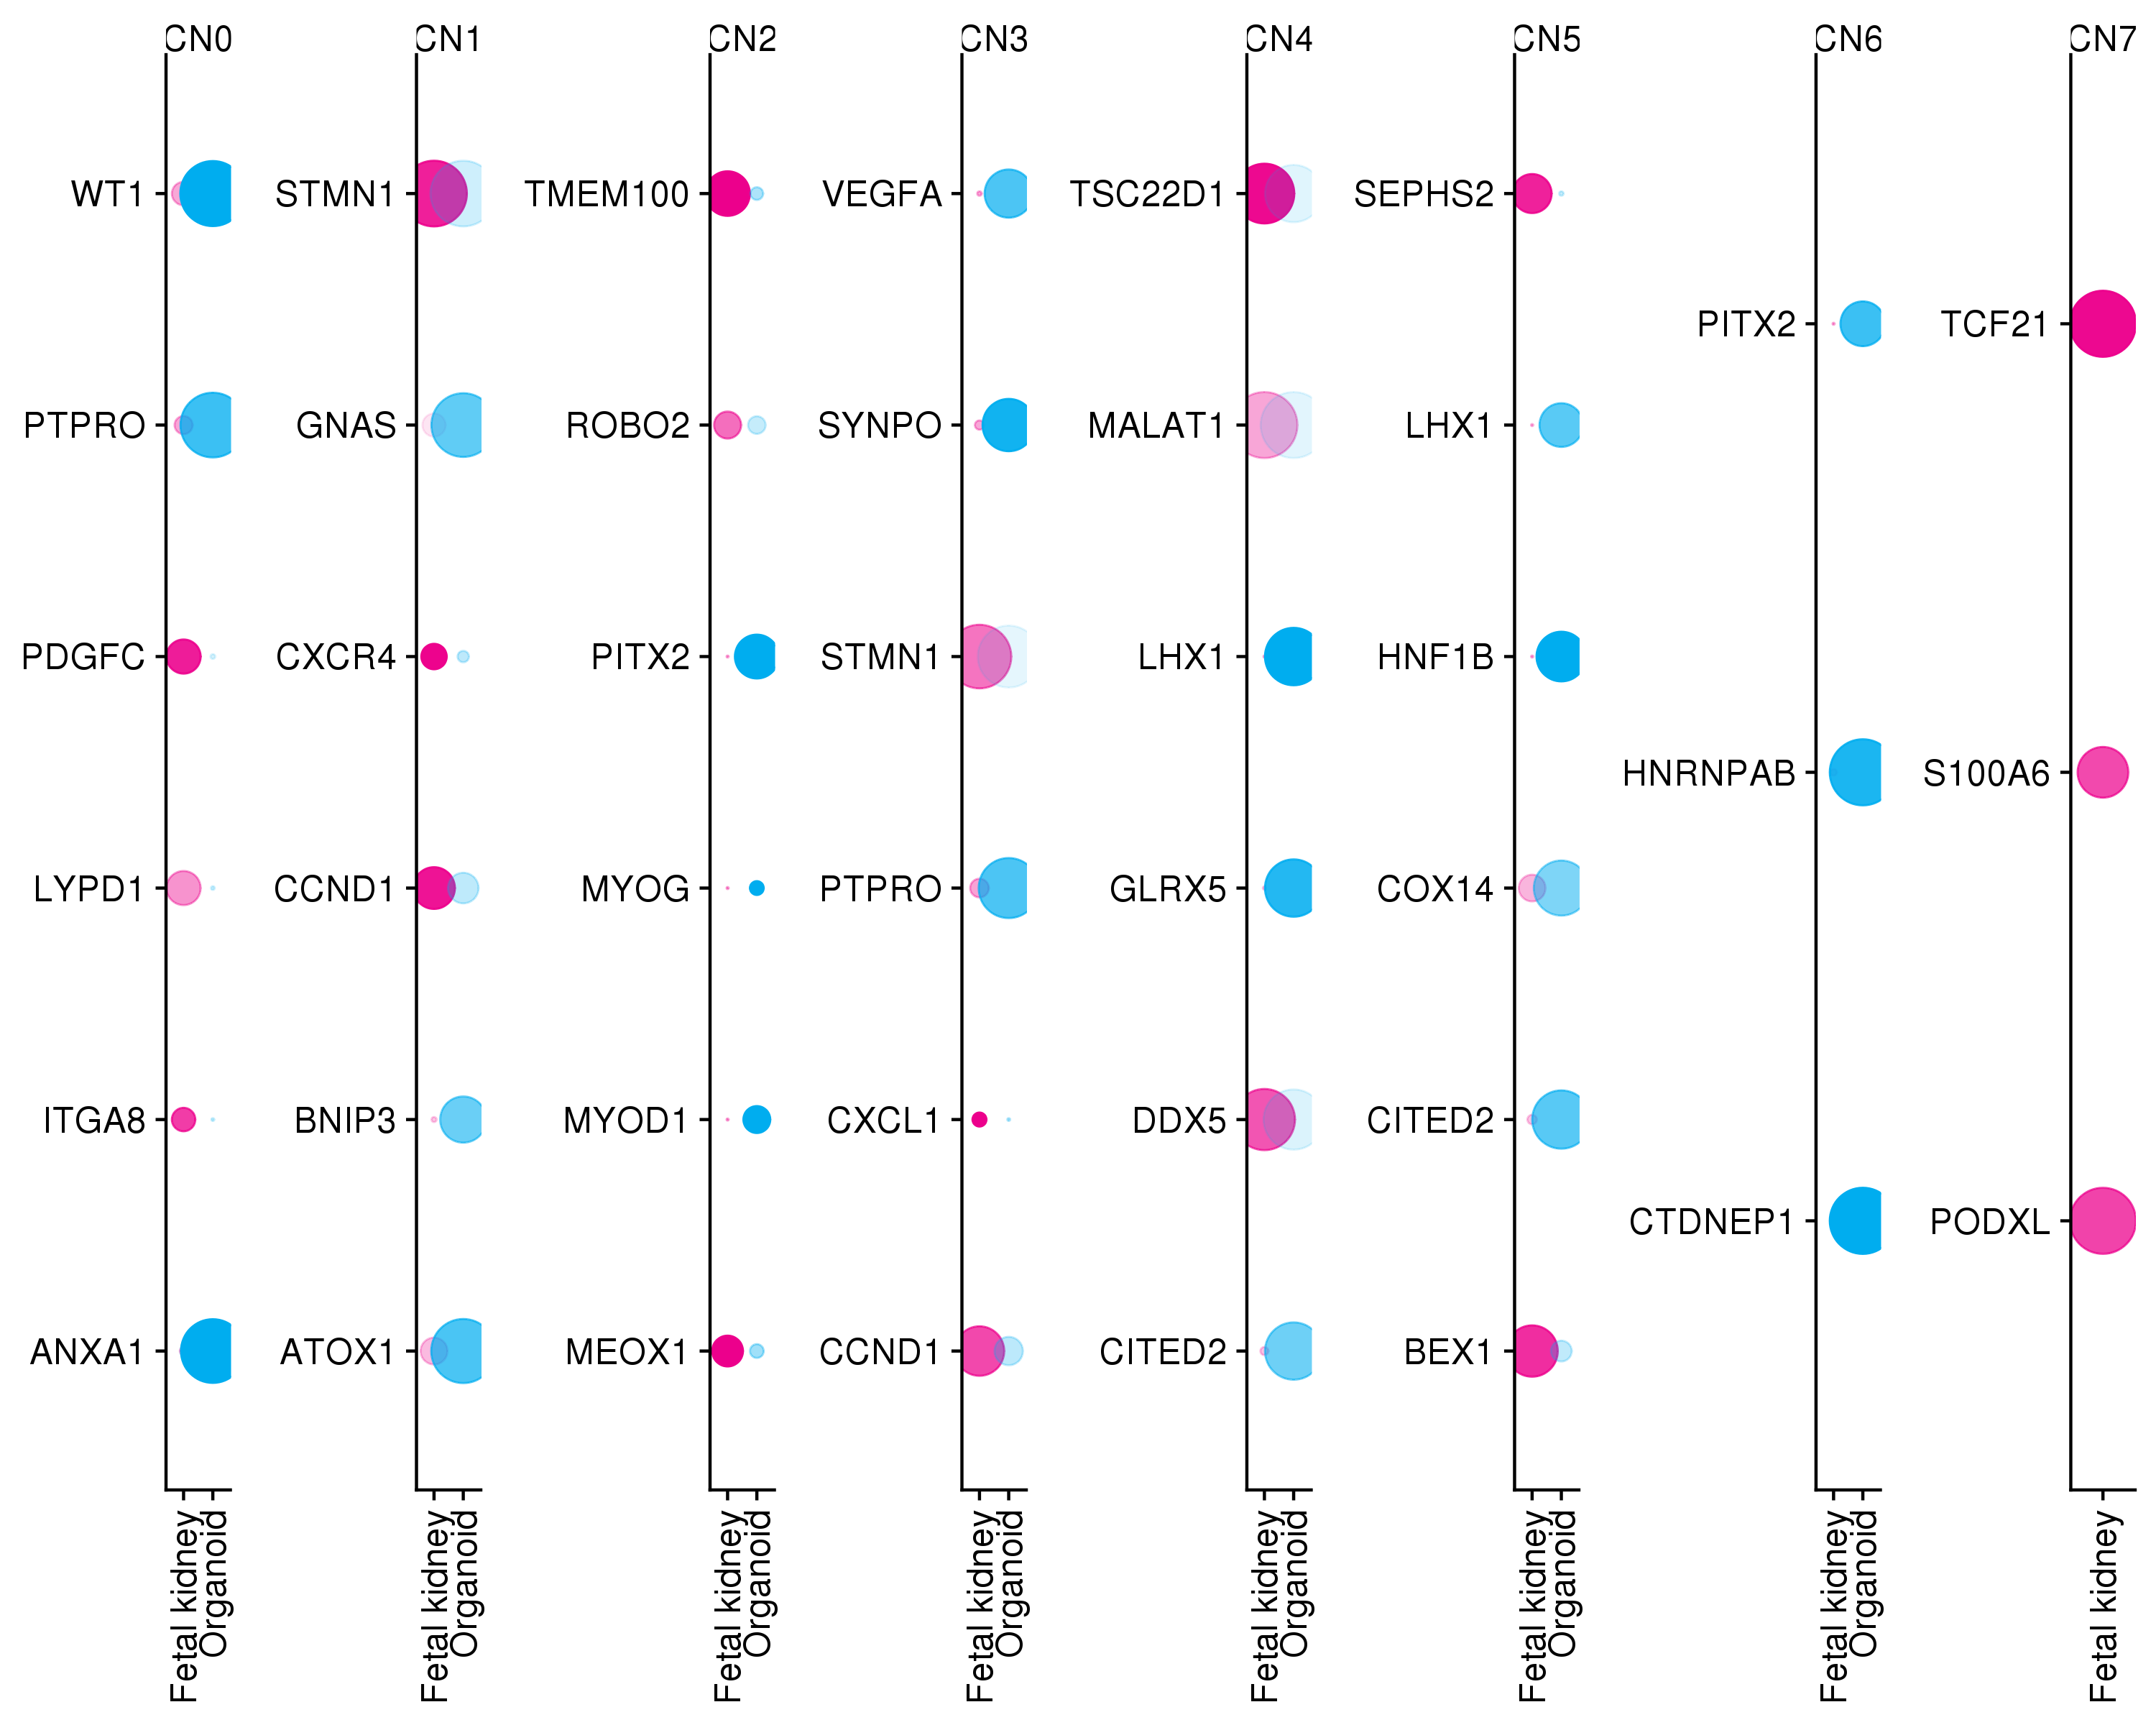 CN0 CN1 CN2 CN3 CN4 CN5 CN6 CN7
WT1 STMN1 TMEM100 VEGFA TSC22D1 SEPHS2
PITX2 TCF21
PTPRO GNAS ROBO2 SYNPO MALAT1 LHX1
PDGFC CXCR4 PITX2 STMN1 LHX1 HNF1B
HNRNPAB S100A6
LYPD1 CCND1 MYOG PTPRO GLRX5 COX14
ITGA8 BNIP3 MYOD1 CXCL1 DDX5 CITED2
CTDNEP1 PODXL
ANXA1 ATOX1 MEOX1 CCND1 CITED2 BEX1
Fetal kidney
Organoid
Fetal kidney
Organoid
Fetal kidney
Organoid
Fetal kidney
Organoid
Fetal kidney
Organoid
Fetal kidney
Organoid
Fetal kidney
Organoid
Fetal kidney